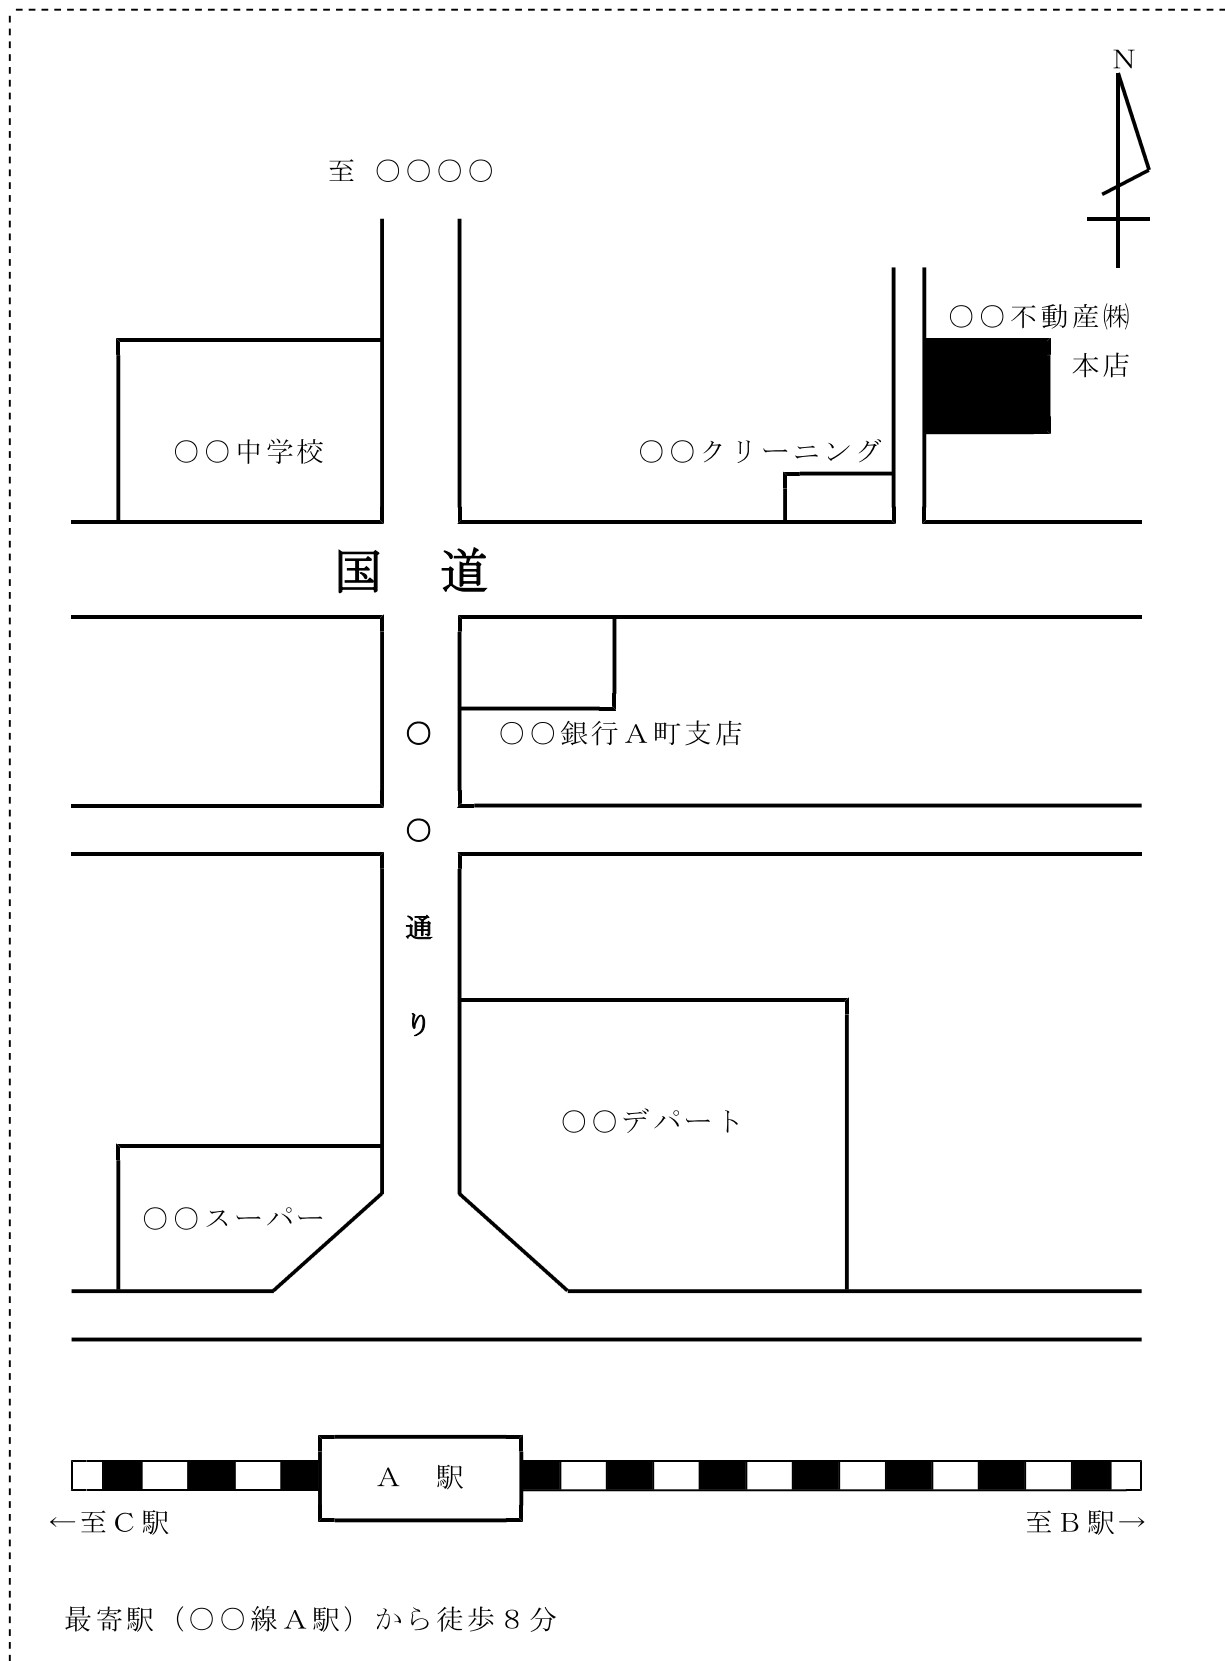 N
至 ○○○○
○○不動産㈱
本店
○○中学校
○○クリーニング
国 道
○○銀行Ａ町支店
○○通り
○○デパート
○○スーパー
Ａ 駅
←至Ｃ駅
至Ｂ駅→
最寄駅（○○線Ａ駅）から徒歩８分